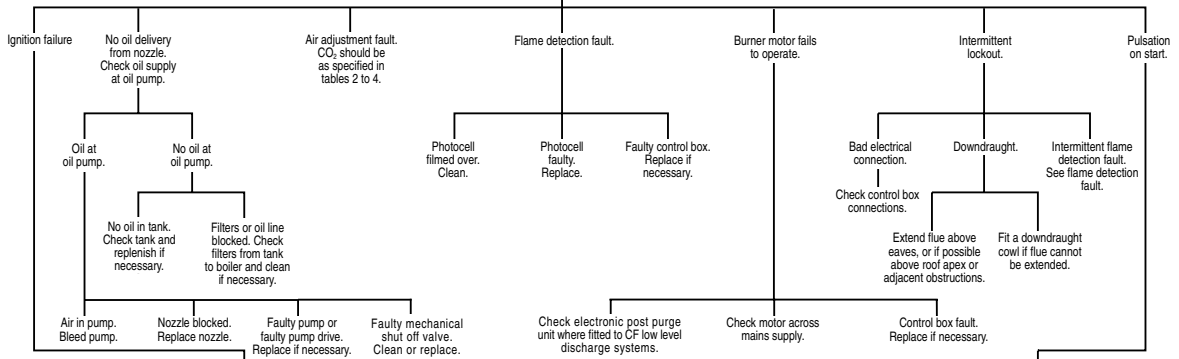 Ignition failure
No oil delivery
from nozzle.
Check oil supply
at oil pump.
Air adjustment fault.
CO₂ should be
as specified in
tables 2 to 4.
Flame detection fault.
Burner motor fails
to operate.
Intermittent
lockout.
Pulsation
on start.
Oil at
oil pump.
No oil at
oil pump.
Photocell
filmed over.
Clean.
Photocell
faulty.
Replace.
Faulty control box.
Replace if
necessary.
Bad electrical
connection.
Downdraught.
Intermittent flame
detection fault.
See flame detection
fault.
Check control box
connections.
No oil in tank.
Check tank and
replenish if
necessary.
Filters or oil line
blocked. Check
filters from tank
to boiler and clean
if necessary.
Extend flue above
eaves, or if possible
above roof apex or
adjacent obstructions.
Fit a downdraught
cowl if flue cannot
be extended.
Air in pump.
Bleed pump.
Nozzle blocked.
Replace nozzle.
Faulty pump or
faulty pump drive.
Replace if necessary.
Faulty mechanical
shut off valve.
Clean or replace.
Check electronic post purge
unit where fitted to CF low level
discharge systems.
Check motor across
mains supply.
Control box fault.
Replace if necessary.